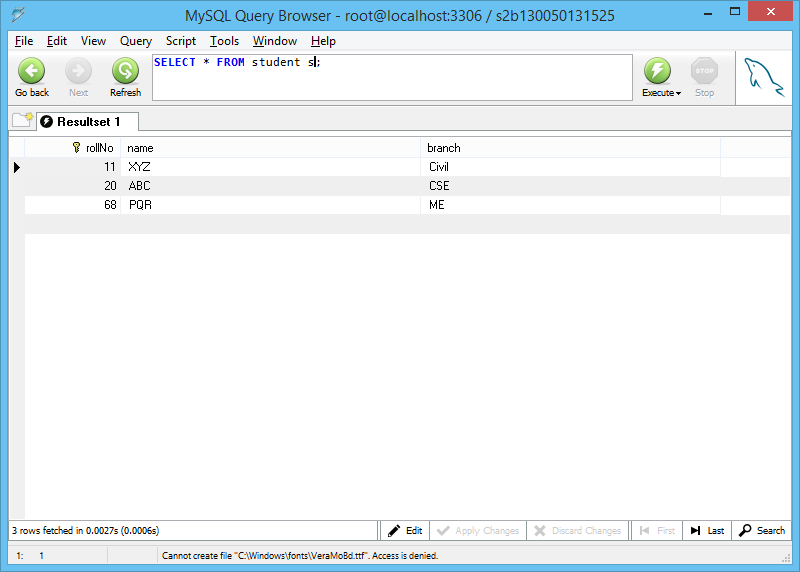 MySQL Query Browser - root@localhost:3306 / s2b130050131525
File Edit View Query Script Tools Window Help
SELECT * FROM student s;
Go back Next Refresh Execute STOP Stop
Resultset 1
rollNo name branch
11 XYZ Civil
20 ABC CSE
68 PQR ME
3 rows fetched in 0.0027s (0.0006s) Edit Apply Changes Discard Changes First Last Search
1: 1 Cannot create file "C:\Windows\fonts\VeraMoBd.ttf". Access is denied.